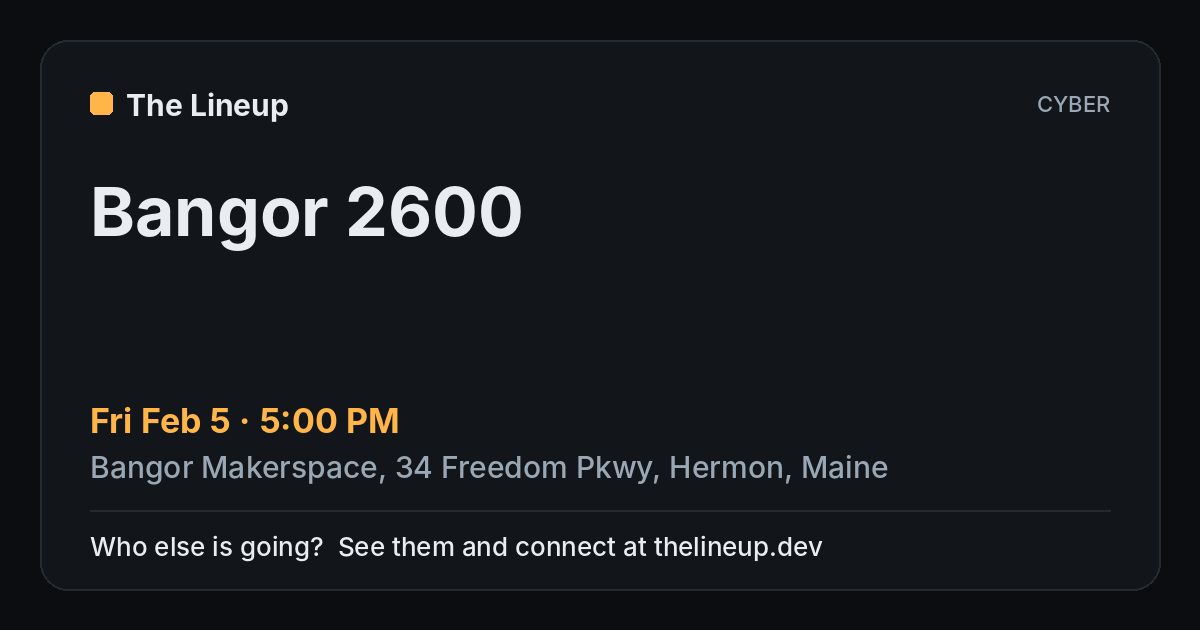 The Lineup
CYBER
Bangor 2600
Fri Feb 5 · 5:00 PM
Bangor Makerspace, 34 Freedom Pkwy, Hermon, Maine
Who else is going? See them and connect at thelineup.dev